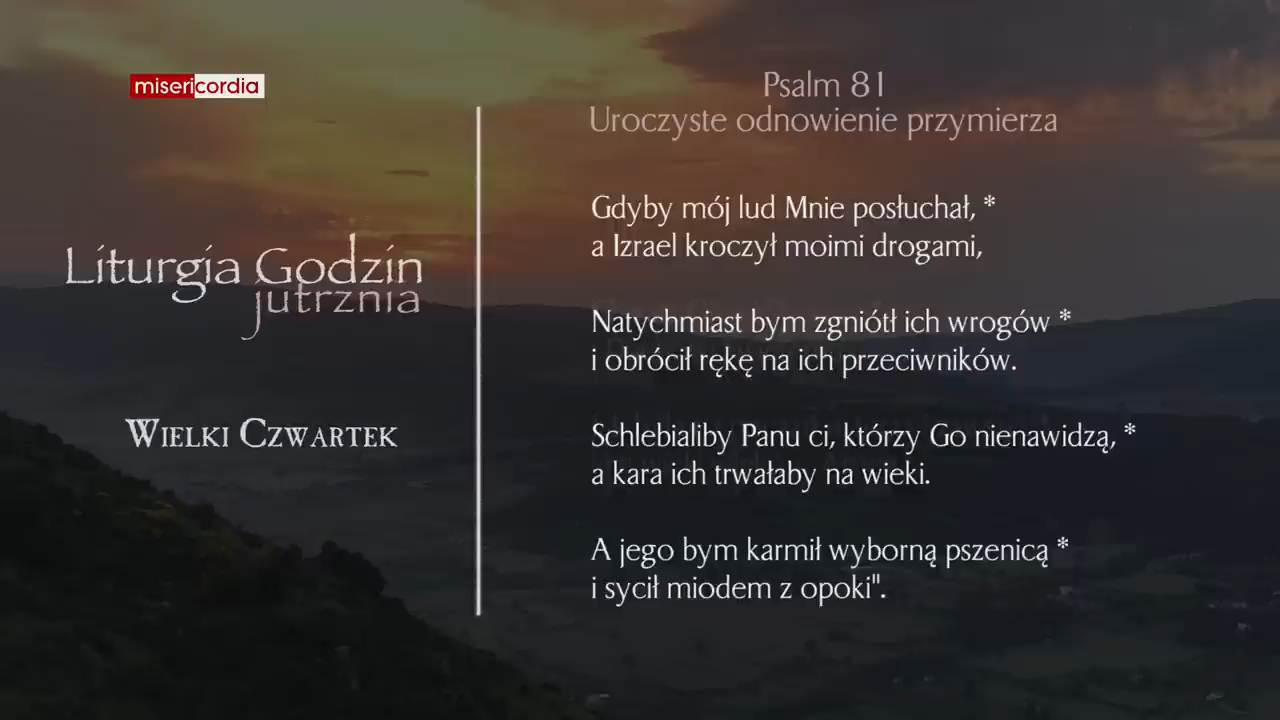 misericordia
Liturgia Godzin
jutrznia
Wielki Czwartek
Psalm 81
Uroczyste odnowienie przymierza
Gdyby mój lud Mnie posłuchał, *
a Izrael kroczył moimi drogami,
Natychmiast bym zgniótł ich wrogów *
i obrócił rękę na ich przeciwników.
Schlebialiby Panu ci, którzy Go nienawidzą, *
a kara ich trwałaby na wieki.
A jego bym karmił wyborną pszenicą *
i sycił miodem z opoki".